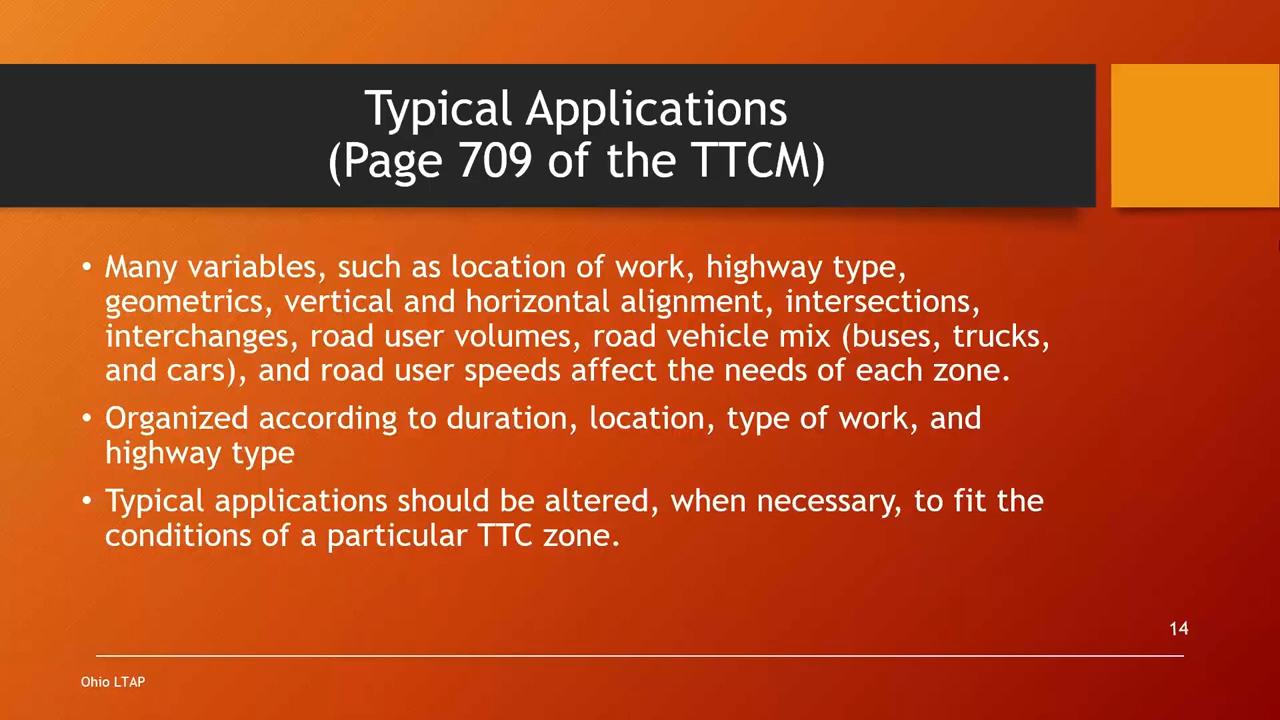 Typical Applications
(Page 709 of the TTCM)
• Many variables, such as location of work, highway type,
geometrics, vertical and horizontal alignment, intersections,
interchanges, road user volumes, road vehicle mix (buses, trucks,
and cars), and road user speeds affect the needs of each zone.
• Organized according to duration, location, type of work, and
highway type
• Typical applications should be altered, when necessary, to fit the
conditions of a particular TTC zone.
14
Ohio LTAP